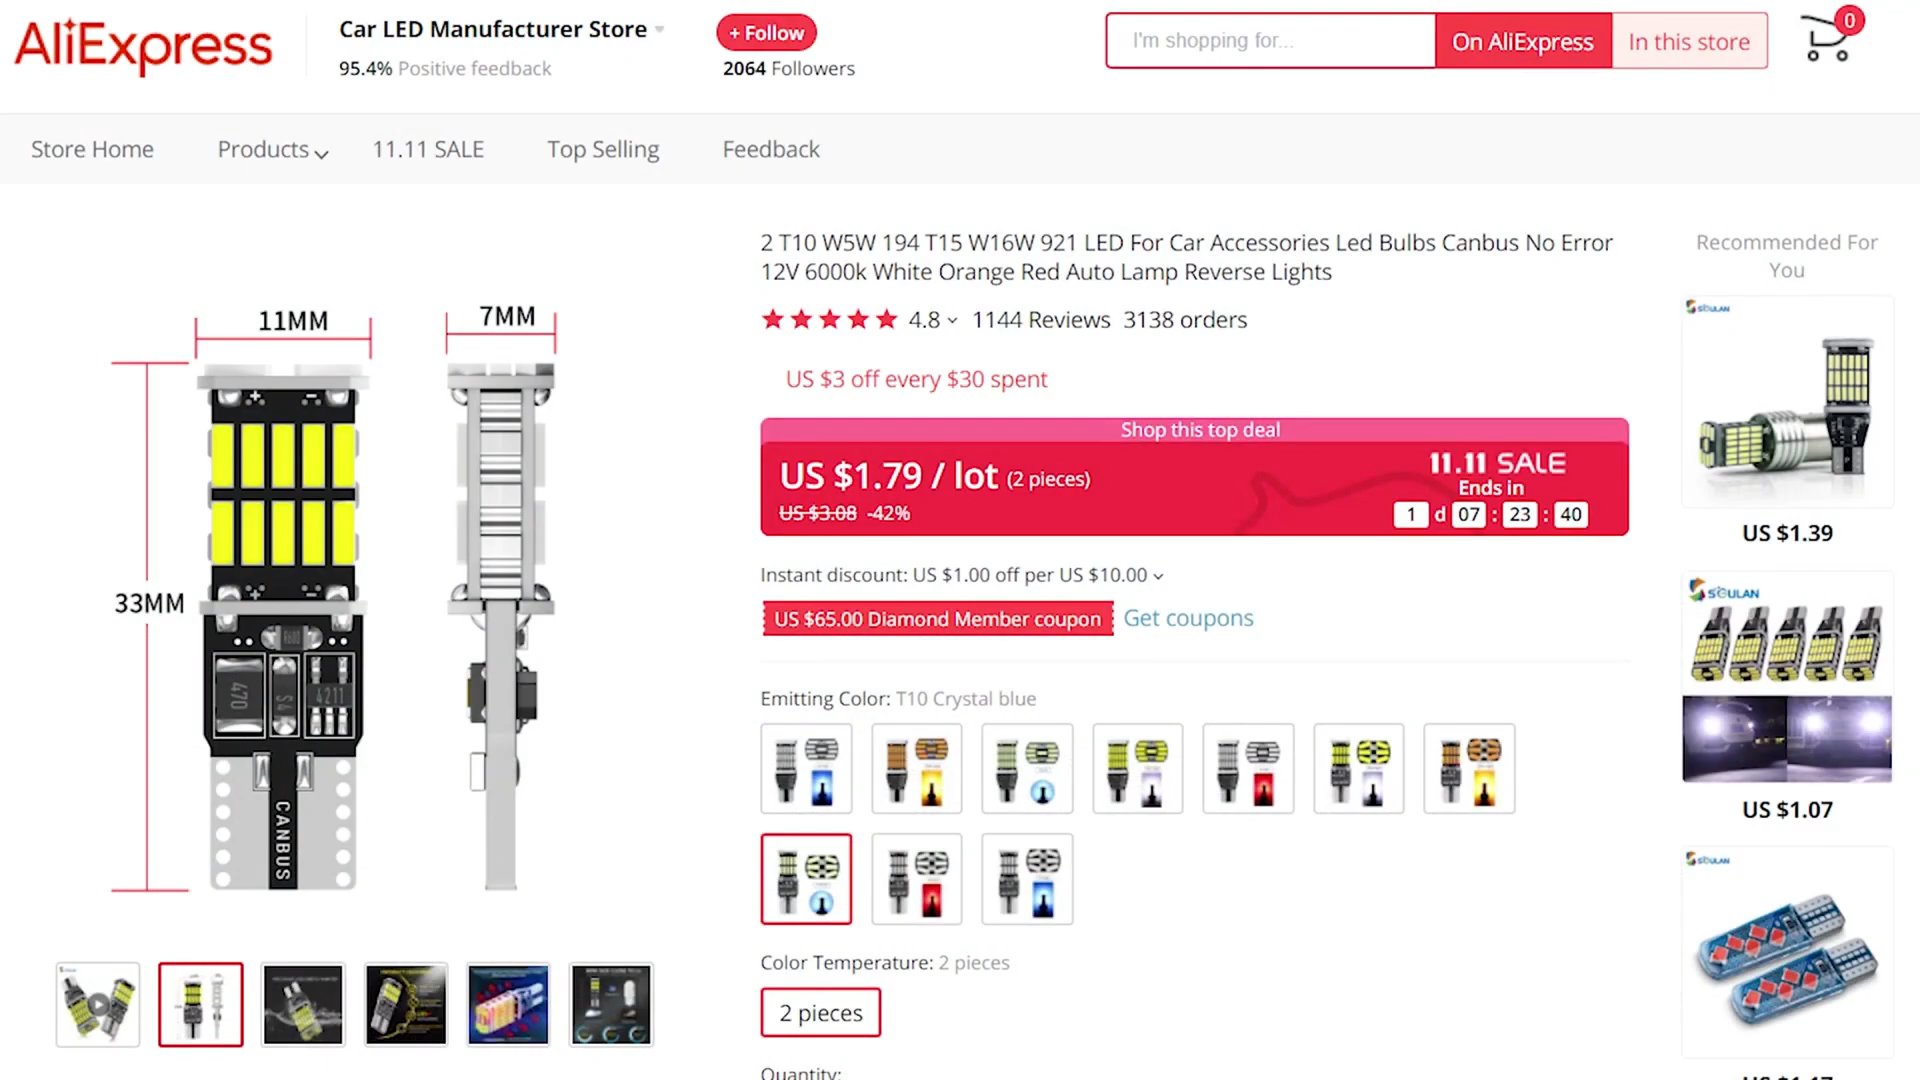 AliExpress
Car LED Manufacturer Store
95.4% Positive feedback
+ Follow
2064 Followers
I'm shopping for...
On AliExpress
In this store
0
Store Home
Products
11.11 SALE
Top Selling
Feedback
2 T10 W5W 194 T15 W16W 921 LED For Car Accessories Led Bulbs Canbus No Error
12V 6000k White Orange Red Auto Lamp Reverse Lights
4.8
1144 Reviews
3138 orders
US $3 off every $30 spent
Shop this top deal
US $1.79 / lot (2 pieces)
US $3.08 -42%
11.11 SALE
Ends in
1 d 07 : 23 : 40
Instant discount: US $1.00 off per US $10.00
US $65.00 Diamond Member coupon
Get coupons
Emitting Color: T10 Crystal blue
Color Temperature: 2 pieces
2 pieces
Quantity:
11MM
7MM
33MM
470
4211
CANBUS
Recommended For
You
US $1.39
US $1.07